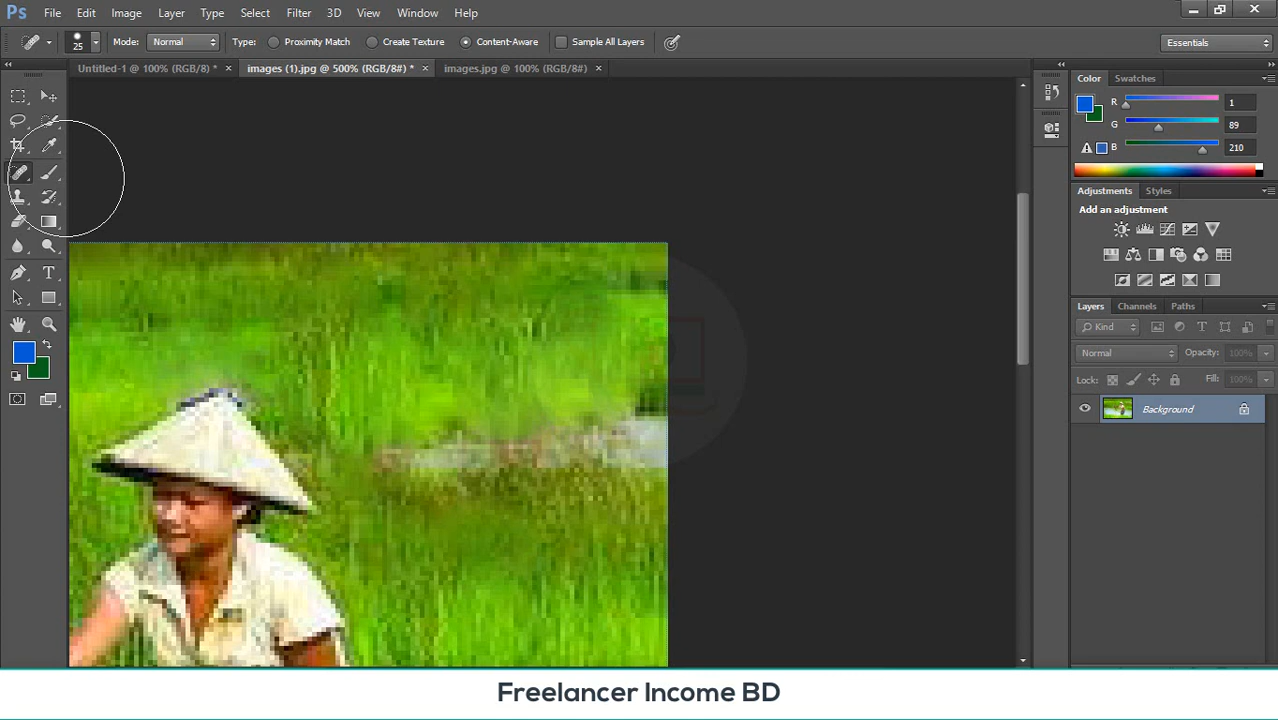 Ps File Edit Image Layer Type Select Filter 3D View Window Help
25 Mode: Normal Type: Proximity Match Create Texture Content-Aware Sample All Layers Essentials
Untitled-1 @ 100% (RGB/8) * × images (1).jpg @ 500% (RGB/8#) * × images.jpg @ 100% (RGB/8#) ×
Color Swatches
R 1
G 89
B 210
Adjustments Styles
Add an adjustment
Layers Channels Paths
Kind
Normal Opacity: 100%
Lock: Fill: 100%
Background
Freelancer Income BD